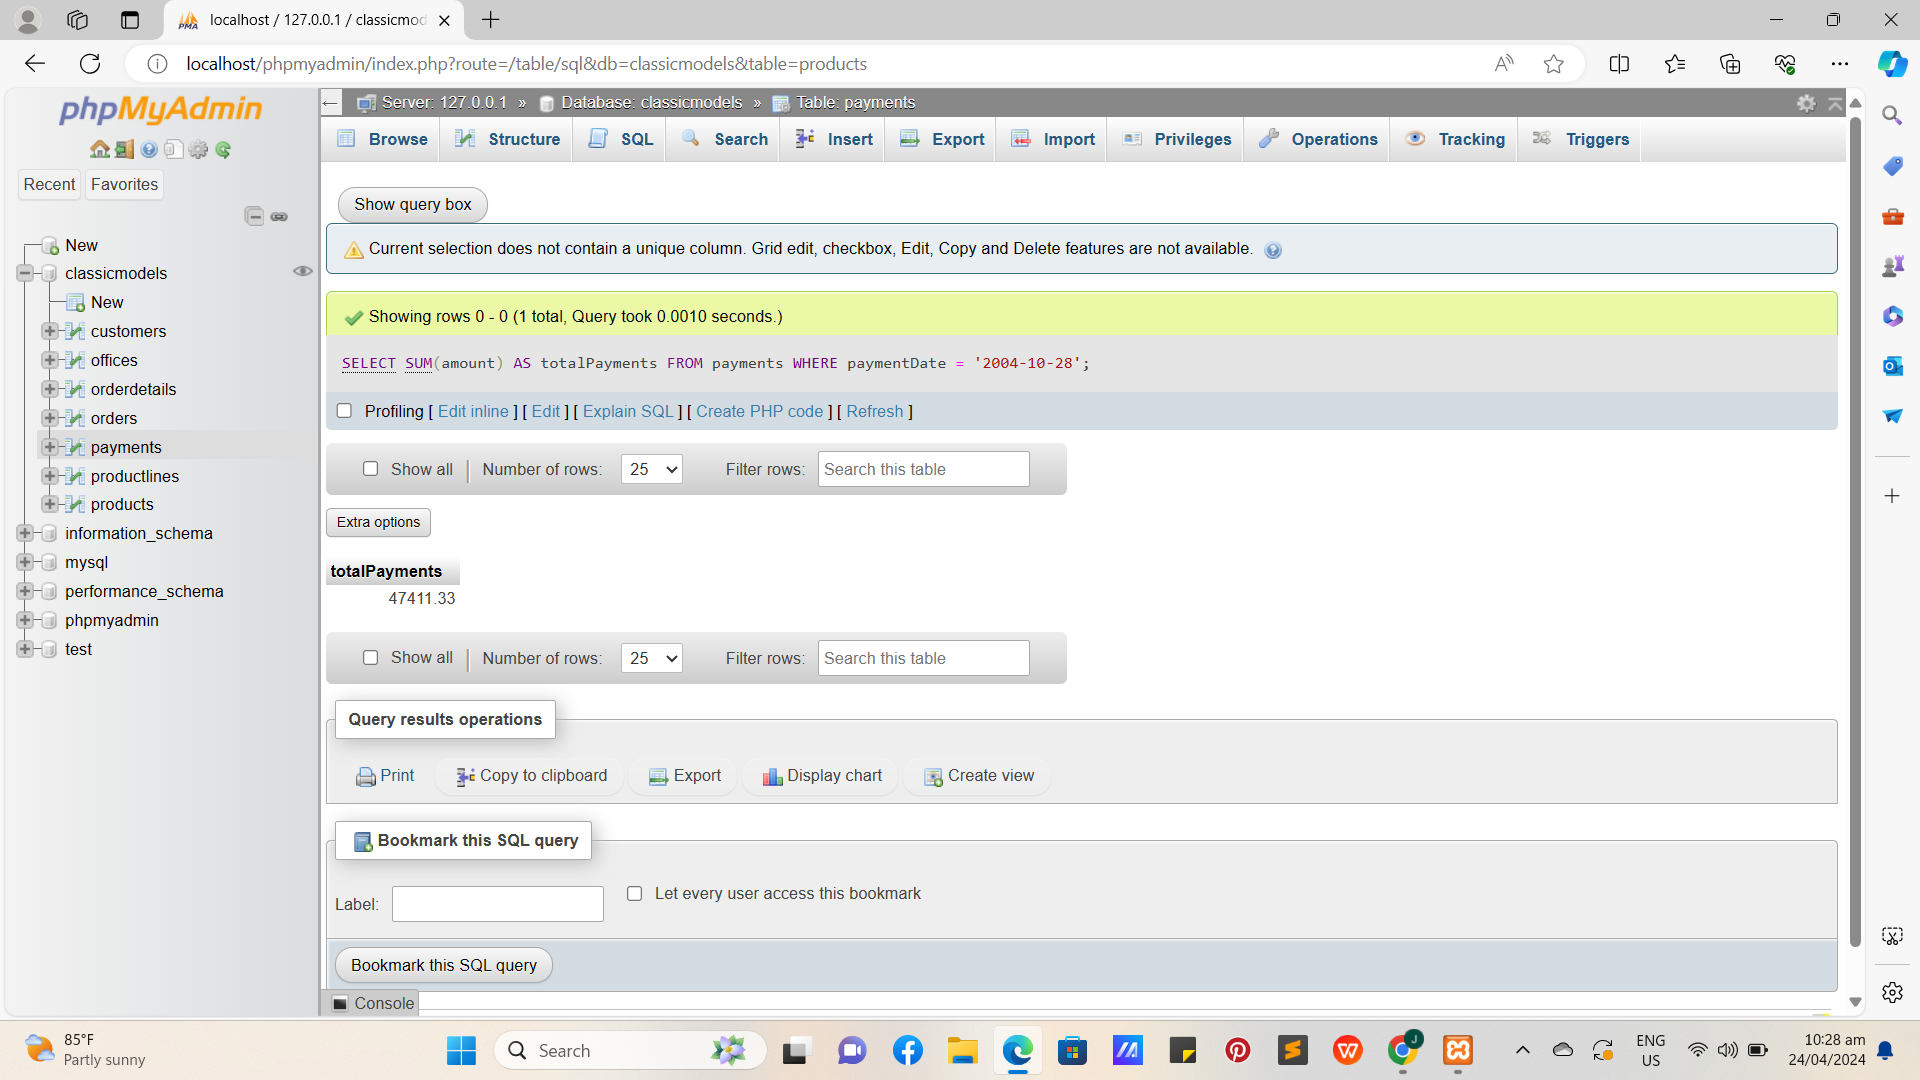 localhost / 127.0.0.1 / classicmod
localhost/phpmyadmin/index.php?route=/table/sql&db=classicmodels&table=products
phpMyAdmin
Recent Favorites
New
classicmodels
New
customers
offices
orderdetails
orders
payments
productlines
products
information_schema
mysql
performance_schema
phpmyadmin
test
Server: 127.0.0.1 » Database: classicmodels » Table: payments
Browse Structure SQL Search Insert Export Import Privileges Operations Tracking Triggers
Show query box
Current selection does not contain a unique column. Grid edit, checkbox, Edit, Copy and Delete features are not available.
Showing rows 0 - 0 (1 total, Query took 0.0010 seconds.)
SELECT SUM(amount) AS totalPayments FROM payments WHERE paymentDate = '2004-10-28';
Profiling [ Edit inline ] [ Edit ] [ Explain SQL ] [ Create PHP code ] [ Refresh ]
Show all | Number of rows: 25 Filter rows: Search this table
Extra options
totalPayments
47411.33
Show all | Number of rows: 25 Filter rows: Search this table
Query results operations
Print Copy to clipboard Export Display chart Create view
Bookmark this SQL query
Label: Let every user access this bookmark
Bookmark this SQL query
Console
85°F
Partly sunny
Search
ENG
US
10:28 am
24/04/2024